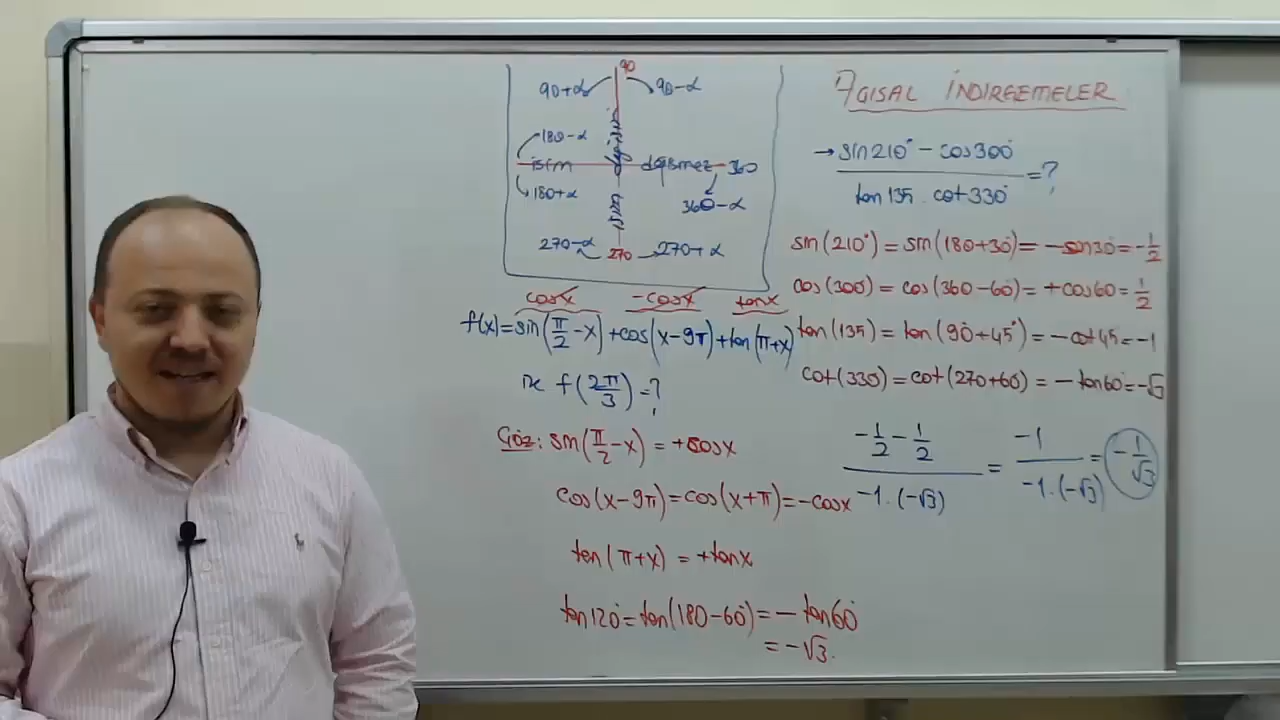 AÇISAL İNDİRGEMELER
90
90+α 90-α
180-α
isim değişmez 360
180+α 360-α
isim değişir
270-α 270 270+α
→ sin210° - cos300°
tan135 . cot330° = ?
sin(210°) = sin(180+30°) = -sin30° = -1/2
cos(300°) = cos(360-60°) = +cos60 = 1/2
tan(135) = tan(90+45°) = -cot45 = -1
cot(330°) = cot(270+60°) = -tan60° = -√3
-1/2 - 1/2
-1.(-√3)
= -1
-1.(-√3)
= -1/√3
cosx -cosx tanx
f(x) = sin(π/2 - x) + cos(x-9π) + tan(π+x)
ix f(2π/3) = ?
Çöz: sin(π/2 - x) = +cosx
cos(x-9π) = cos(x+π) = -cosx
tan(π+x) = +tanx
tan120° = tan(180-60°) = -tan60°
= -√3.